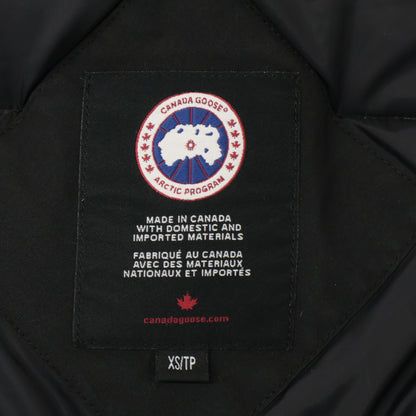 CANADA GOOSE®
ARCTIC PROGRAM
MADE IN CANADA
WITH DOMESTIC AND
IMPORTED MATERIALS
FABRIQUÉ AU CANADA
AVEC DES MATERIAUX
NATIONAUX ET IMPORTÉS
canadagoose.com
XS/TP